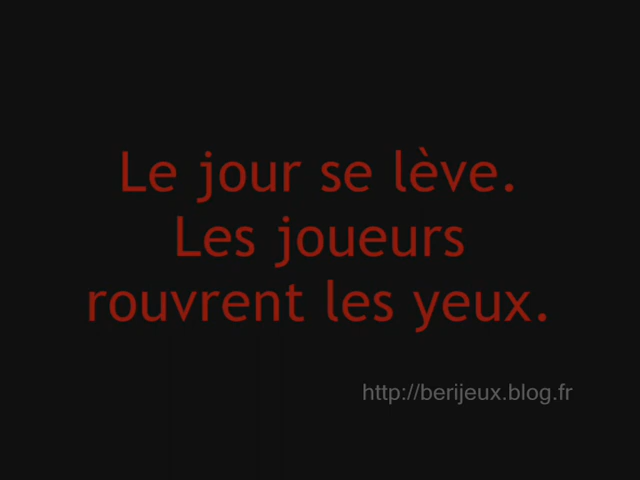 Le jour se lève.
Les joueurs
rouvrent les yeux.
http://berijeux.blog.fr